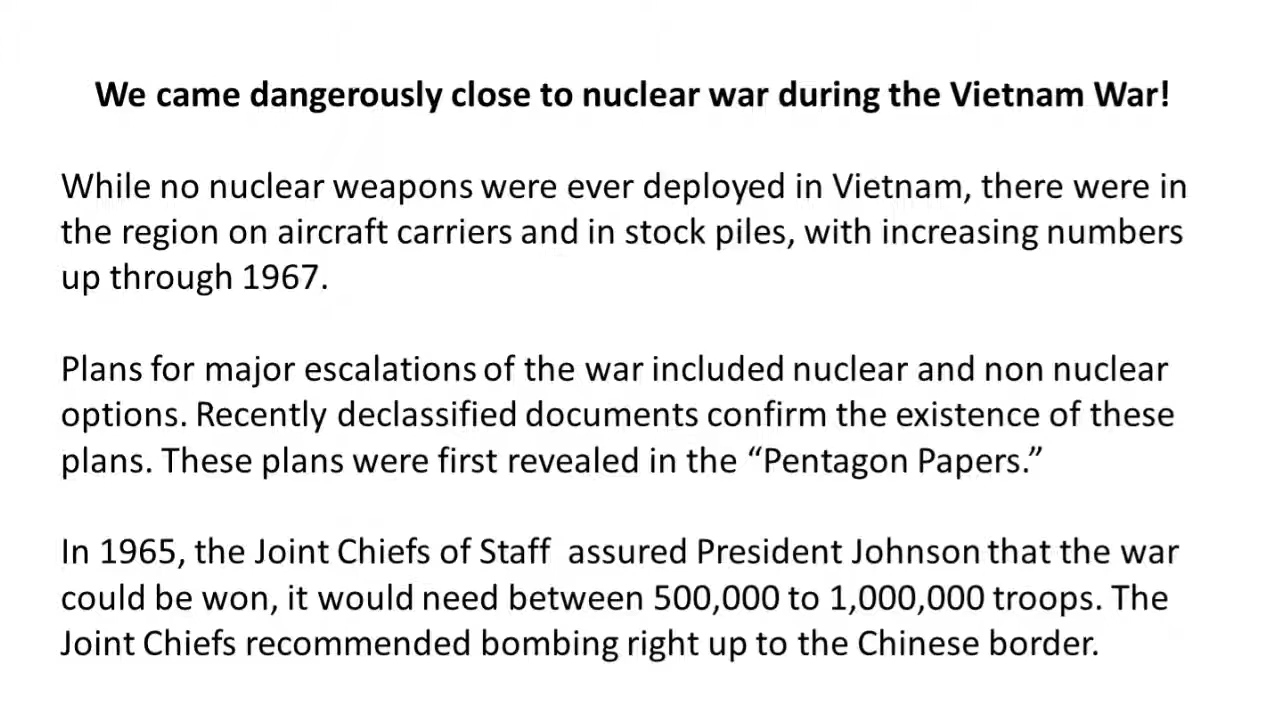 We came dangerously close to nuclear war during the Vietnam War!
While no nuclear weapons were ever deployed in Vietnam, there were in
the region on aircraft carriers and in stock piles, with increasing numbers
up through 1967.
Plans for major escalations of the war included nuclear and non nuclear
options. Recently declassified documents confirm the existence of these
plans. These plans were first revealed in the “Pentagon Papers.”
In 1965, the Joint Chiefs of Staff  assured President Johnson that the war
could be won, it would need between 500,000 to 1,000,000 troops. The
Joint Chiefs recommended bombing right up to the Chinese border.